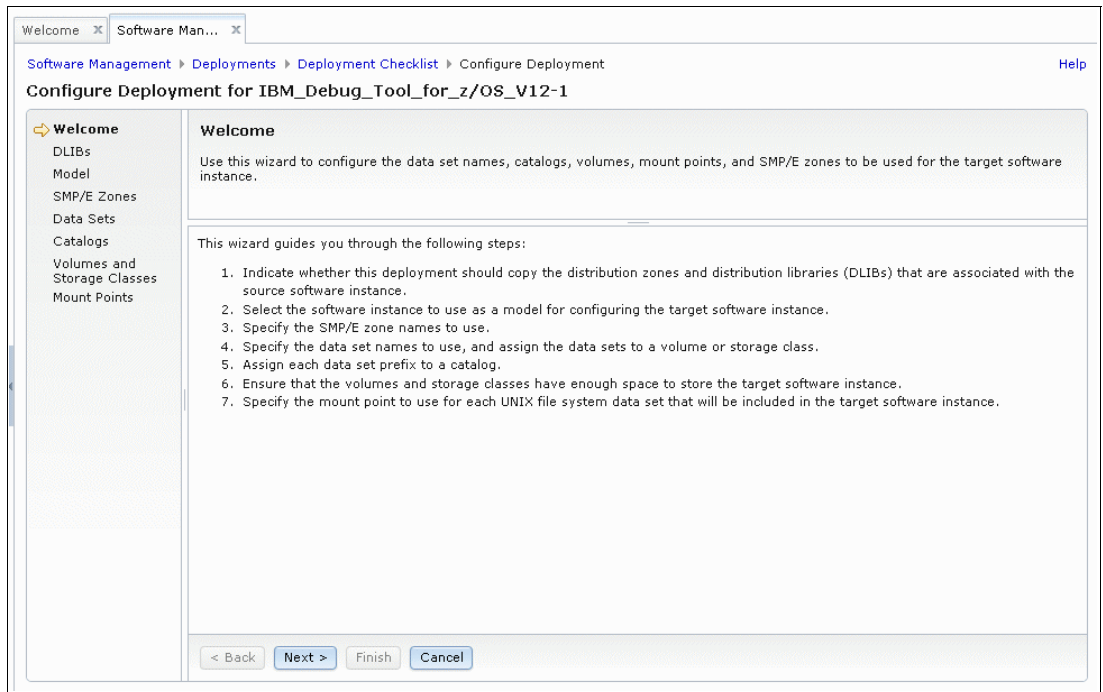 Welcome X Software Man... X
Software Management Deployments Deployment Checklist Configure Deployment Help
Configure Deployment for IBM_Debug_Tool_for_z/OS_V12-1
Welcome
DLIBs
Model
SMP/E Zones
Data Sets
Catalogs
Volumes and
Storage Classes
Mount Points
Welcome
Use this wizard to configure the data set names, catalogs, volumes, mount points, and SMP/E zones to be used for the target software
instance.
This wizard guides you through the following steps:
1. Indicate whether this deployment should copy the distribution zones and distribution libraries (DLIBs) that are associated with the
source software instance.
2. Select the software instance to use as a model for configuring the target software instance.
3. Specify the SMP/E zone names to use.
4. Specify the data set names to use, and assign the data sets to a volume or storage class.
5. Assign each data set prefix to a catalog.
6. Ensure that the volumes and storage classes have enough space to store the target software instance.
7. Specify the mount point to use for each UNIX file system data set that will be included in the target software instance.
< Back Next > Finish Cancel